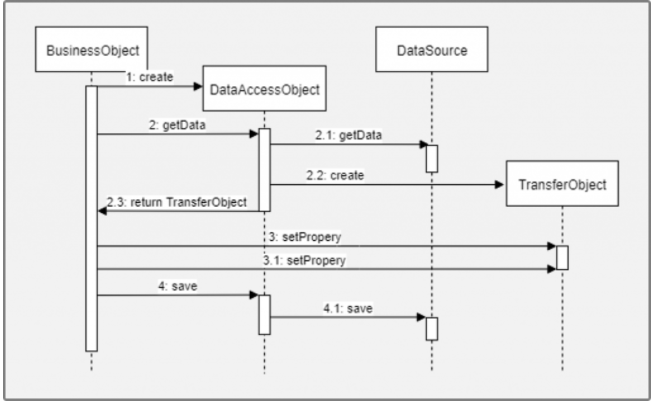 BusinessObject
DataSource
1: create
DataAccessObject
2: getData
2.1: getData
2.2: create
TransferObject
2.3: return TransferObject
3: setPropery
3.1: setPropery
4: save
4.1: save